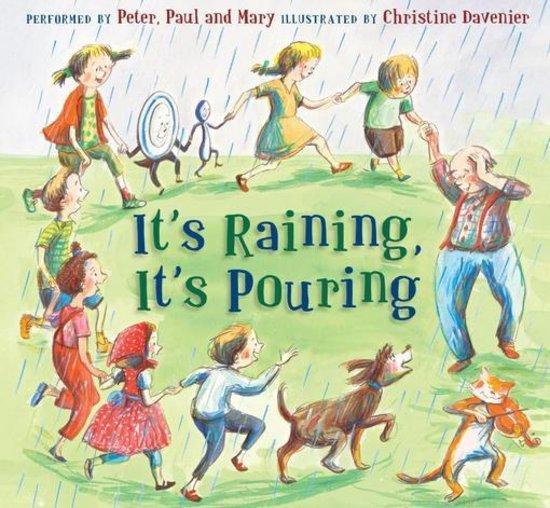 PERFORMED BY Peter, Paul and Mary ILLUSTRATED BY Christine Davenier
It's Raining,
It's Pouring